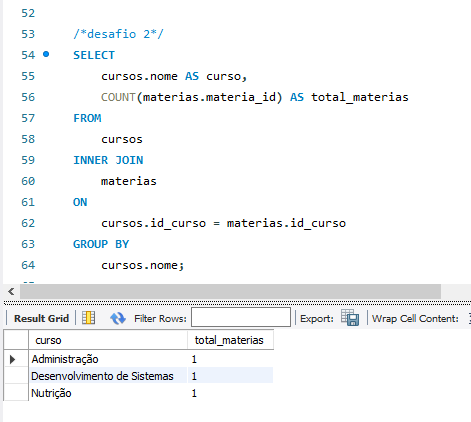 52
53 /*desafio 2*/
54 SELECT
55 cursos.nome AS curso,
56 COUNT(materias.materia_id) AS total_materias
57 FROM
58 cursos
59 INNER JOIN
60 materias
61 ON
62 cursos.id_curso = materias.id_curso
63 GROUP BY
64 cursos.nome;
Result Grid Filter Rows: Export: Wrap Cell Content:
curso total_materias
Administração 1
Desenvolvimento de Sistemas 1
Nutrição 1